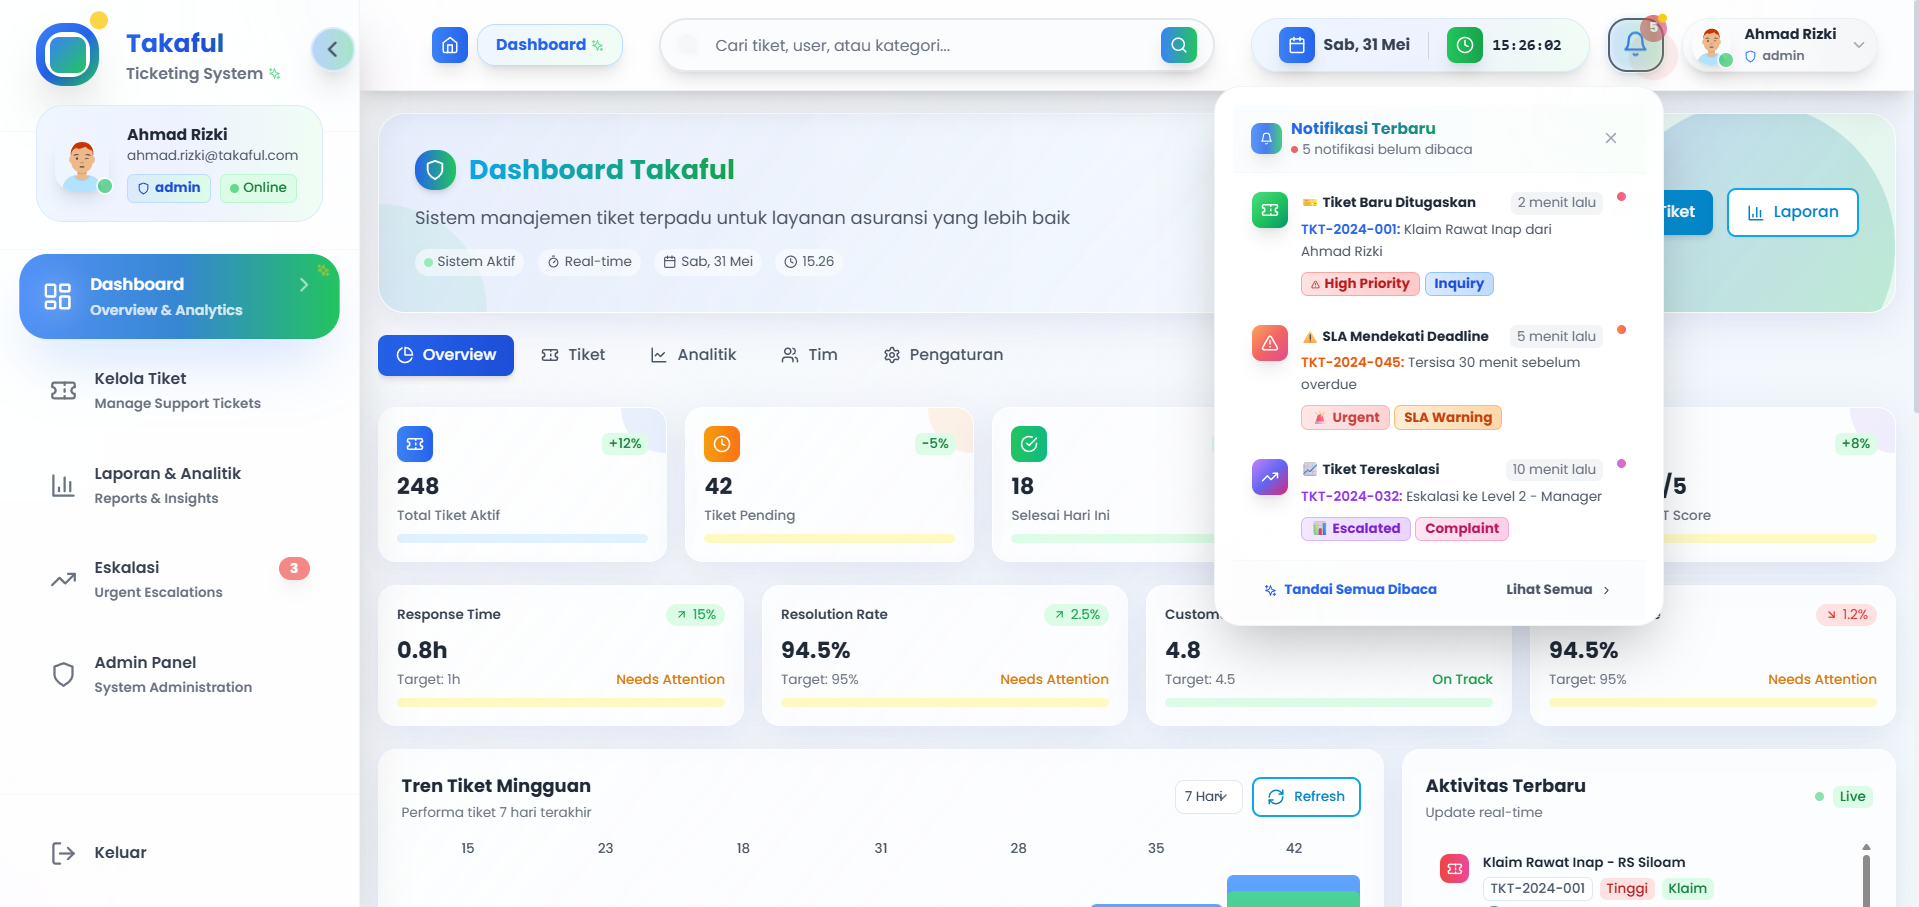 Takaful
Ticketing System
Ahmad Rizki
ahmad.rizki@takaful.com
admin
Online
Dashboard
Overview & Analytics
Kelola Tiket
Manage Support Tickets
Laporan & Analitik
Reports & Insights
Eskalasi
3
Urgent Escalations
Admin Panel
System Administration
Keluar
Dashboard
Cari tiket, user, atau kategori...
Sab, 31 Mei
15:26:02
5
Ahmad Rizki
admin
Dashboard Takaful
Sistem manajemen tiket terpadu untuk layanan asuransi yang lebih baik
Sistem Aktif
Real-time
Sab, 31 Mei
15.26
Tiket
Laporan
Notifikasi Terbaru
5 notifikasi belum dibaca
Tiket Baru Ditugaskan
2 menit lalu
TKT-2024-001: Klaim Rawat Inap dari
Ahmad Rizki
High Priority
Inquiry
SLA Mendekati Deadline
5 menit lalu
TKT-2024-045: Tersisa 30 menit sebelum
overdue
Urgent
SLA Warning
Tiket Tereskalasi
10 menit lalu
TKT-2024-032: Eskalasi ke Level 2 - Manager
Escalated
Complaint
Tandai Semua Dibaca
Lihat Semua
Overview
Tiket
Analitik
Tim
Pengaturan
+12%
248
Total Tiket Aktif
-5%
42
Tiket Pending
18
Selesai Hari Ini
+8%
/5
T Score
Response Time
15%
0.8h
Target: 1h
Needs Attention
Resolution Rate
2.5%
94.5%
Target: 95%
Needs Attention
Custom
4.8
Target: 4.5
On Track
1.2%
94.5%
Target: 95%
Needs Attention
Tren Tiket Mingguan
Performa tiket 7 hari terakhir
7 Hari
Refresh
15
23
18
31
28
35
42
Aktivitas Terbaru
Update real-time
Live
Klaim Rawat Inap - RS Siloam
TKT-2024-001
Tinggi
Klaim